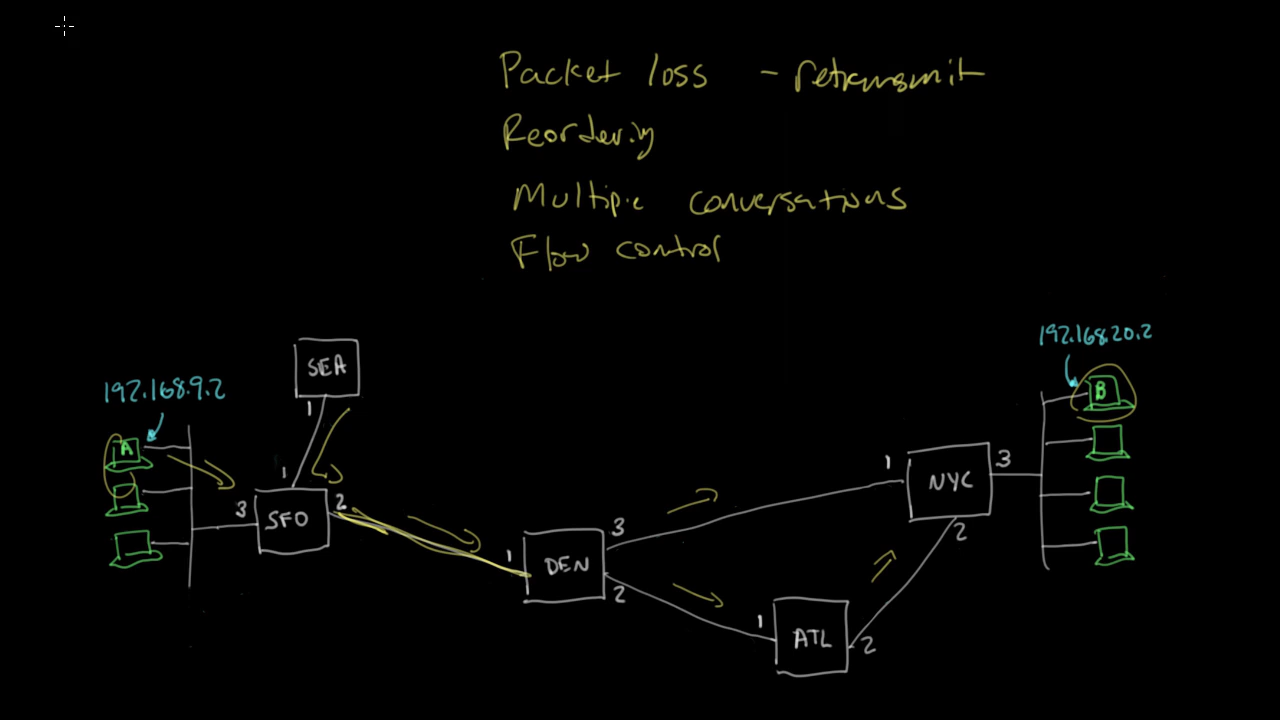 Packet loss - retransmit
Reordering
Multiple conversations
Flow control
192.168.20.2
192.168.9.2
SEA
1
B
A
1
3
SFO
2
1
NYC
3
2
3
1
DEN
2
1
ATL
2